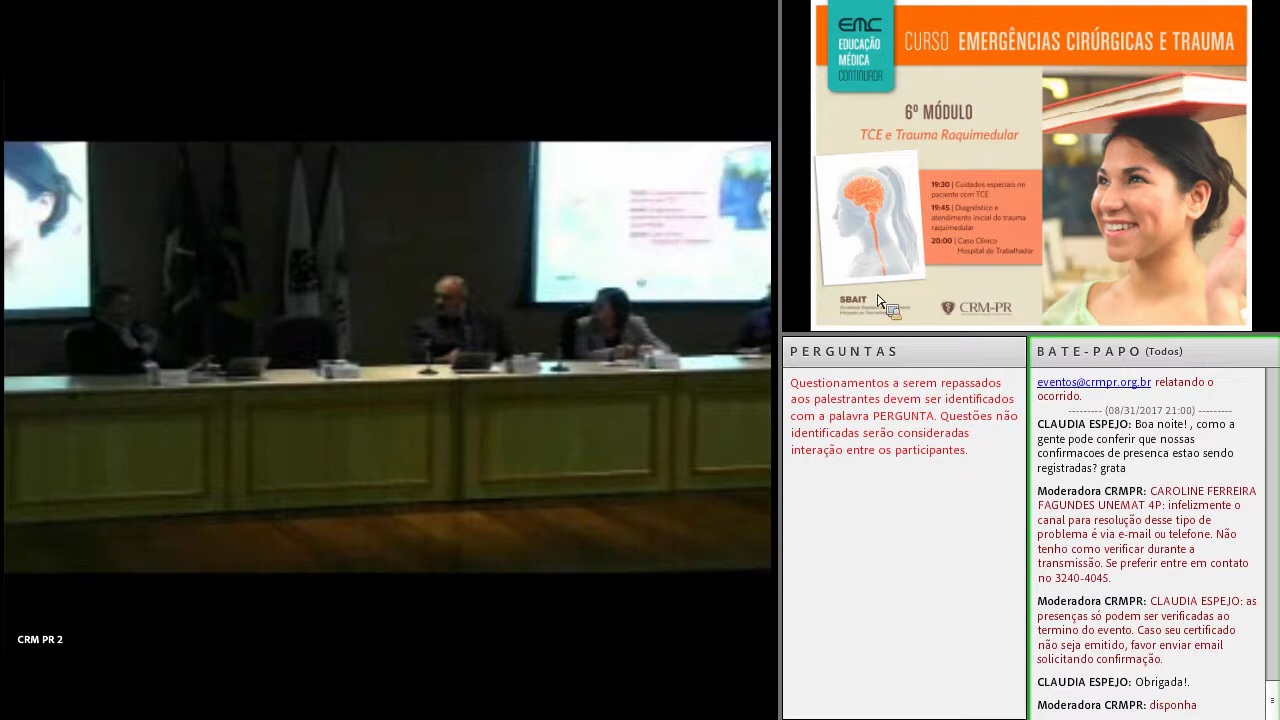 EMC
EDUCAÇÃO
MÉDICA
CONTINUADA
CURSO EMERGÊNCIAS CIRÚRGICAS E TRAUMA
6º MÓDULO
TCE e Trauma Raquimedular
19:30 | Cuidados especiais no
paciente com TCE
19:45 | Diagnóstico e
atendimento inicial do trauma
raquimedular
20:00 | Caso Clínico
Hospital do Trabalhador
SBAIT
CRM-PR
CRM PR 2
PERGUNTAS
Questionamentos a serem repassados
aos palestrantes devem ser identificados
com a palavra PERGUNTA. Questões não
identificadas serão consideradas
interação entre os participantes.
BATE-PAPO (Todos)
eventos@crmpr.org.br relatando o
ocorrido.
--------- (08/31/2017 21:00) ---------
CLAUDIA ESPEJO: Boa noite! , como a
gente pode conferir que nossas
confirmacoes de presenca estao sendo
registradas? grata
Moderadora CRMPR: CAROLINE FERREIRA
FAGUNDES UNEMAT 4P: infelizmente o
canal para resolução desse tipo de
problema é via e-mail ou telefone. Não
tenho como verificar durante a
transmissão. Se preferir entre em contato
no 3240-4045.
Moderadora CRMPR: CLAUDIA ESPEJO: as
presenças só podem ser verificadas ao
termino do evento. Caso seu certificado
não seja emitido, favor enviar email
solicitando confirmação.
CLAUDIA ESPEJO: Obrigada!.
Moderadora CRMPR: disponha